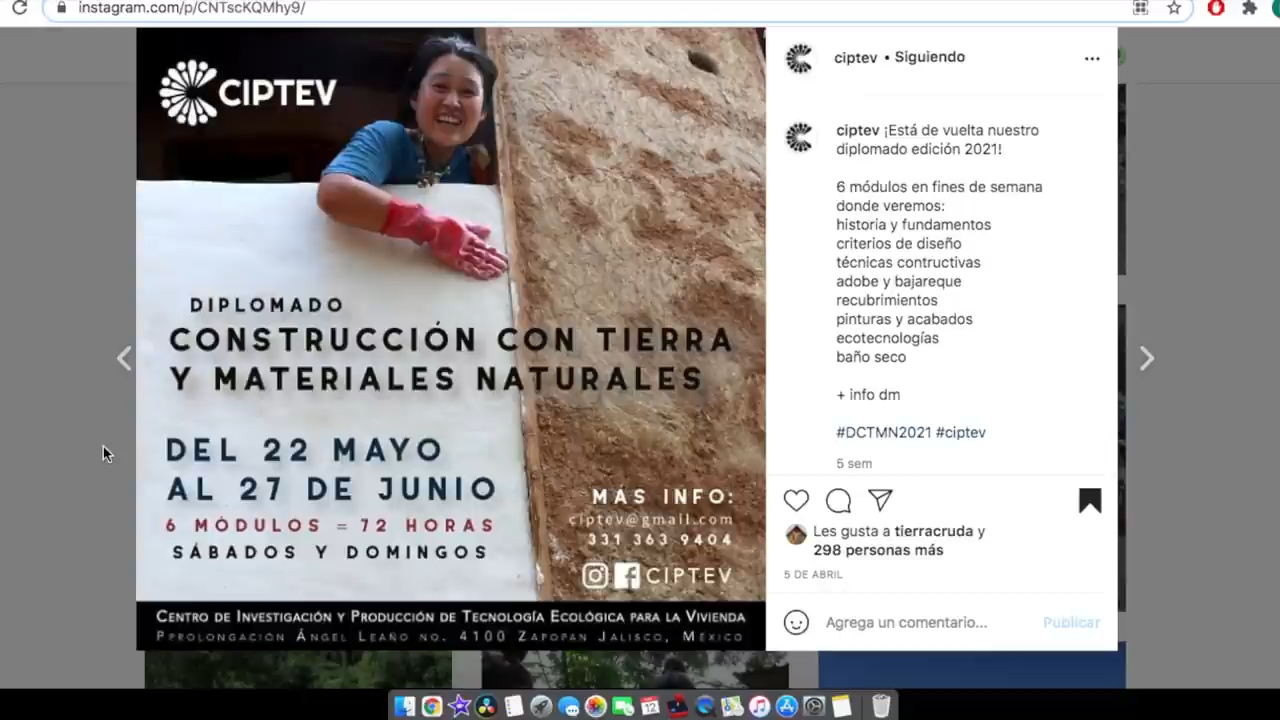 instagram.com/p/CNTscKQMhy9/
CIPTEV
DIPLOMADO
CONSTRUCCIÓN CON TIERRA
Y MATERIALES NATURALES
DEL 22 MAYO
AL 27 DE JUNIO
6 MÓDULOS = 72 HORAS
SÁBADOS Y DOMINGOS
MÁS INFO:
ciptev@gmail.com
331 363 9404
CIPTEV
CENTRO DE INVESTIGACIÓN Y PRODUCCIÓN DE TECNOLOGÍA ECOLÓGICA PARA LA VIVIENDA
PPROLONGACIÓN ÁNGEL LEAÑO NO. 4100 ZAPOPAN JALISCO, MÉXICO
ciptev • Siguiendo
ciptev ¡Está de vuelta nuestro
diplomado edición 2021!
6 módulos en fines de semana
donde veremos:
historia y fundamentos
criterios de diseño
técnicas contructivas
adobe y bajareque
recubrimientos
pinturas y acabados
ecotecnologías
baño seco
+ info dm
#DCTMN2021 #ciptev
5 sem
Les gusta a tierracruda y
298 personas más
5 DE ABRIL
Agrega un comentario...
Publicar
12